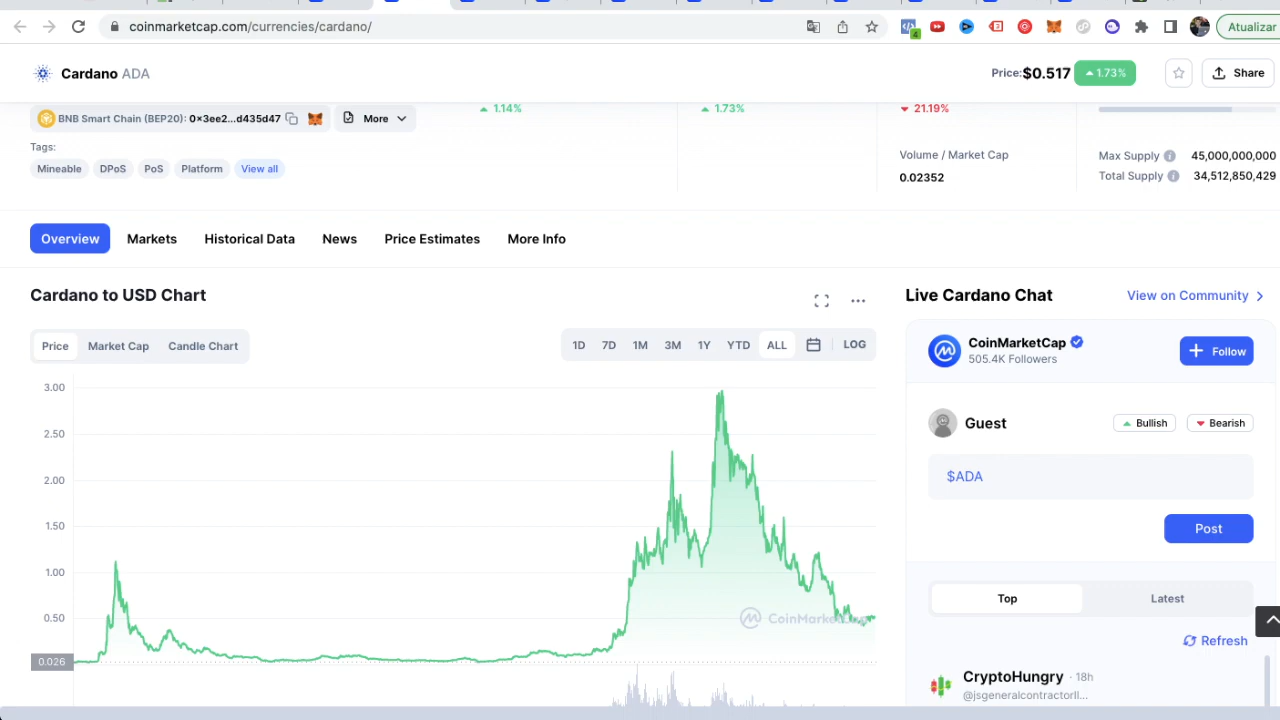 coinmarketcap.com/currencies/cardano/
4
Atualizar
Cardano ADA
Price: $0.517 1.73%
Share
BNB Smart Chain (BEP20): 0x3ee2...d435d47
More
1.14%
1.73%
21.19%
Tags:
Mineable DPoS PoS Platform View all
Volume / Market Cap
0.02352
Max Supply 45,000,000,000
Total Supply 34,512,850,429
Overview Markets Historical Data News Price Estimates More Info
Cardano to USD Chart
Price Market Cap Candle Chart
1D 7D 1M 3M 1Y YTD ALL LOG
3.00
2.50
2.00
1.50
1.00
0.50
0.026
Live Cardano Chat
View on Community
CoinMarketCap
505.4K Followers
Follow
Guest
Bullish
Bearish
$ADA
Post
Top
Latest
Refresh
CryptoHungry · 18h
@jsgeneralcontractorll...